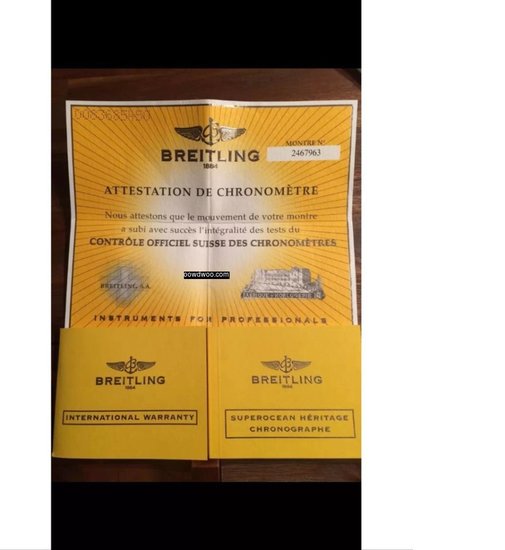 BREITLING
1884
MONTRE N°
2467963
ATTESTATION DE CHRONOMÈTRE
Nous attestons que le mouvement de votre montre
a subi avec succès l'intégralité des tests du
CONTRÔLE OFFICIEL SUISSE DES CHRONOMÈTRES
powdwoo.com
BREITLING S.A.
INSTRUMENTS FOR PROFESSIONALS
BREITLING
1884
INTERNATIONAL WARRANTY
BREITLING
1884
SUPEROCEAN HÉRITAGE
CHRONOGRAPHE